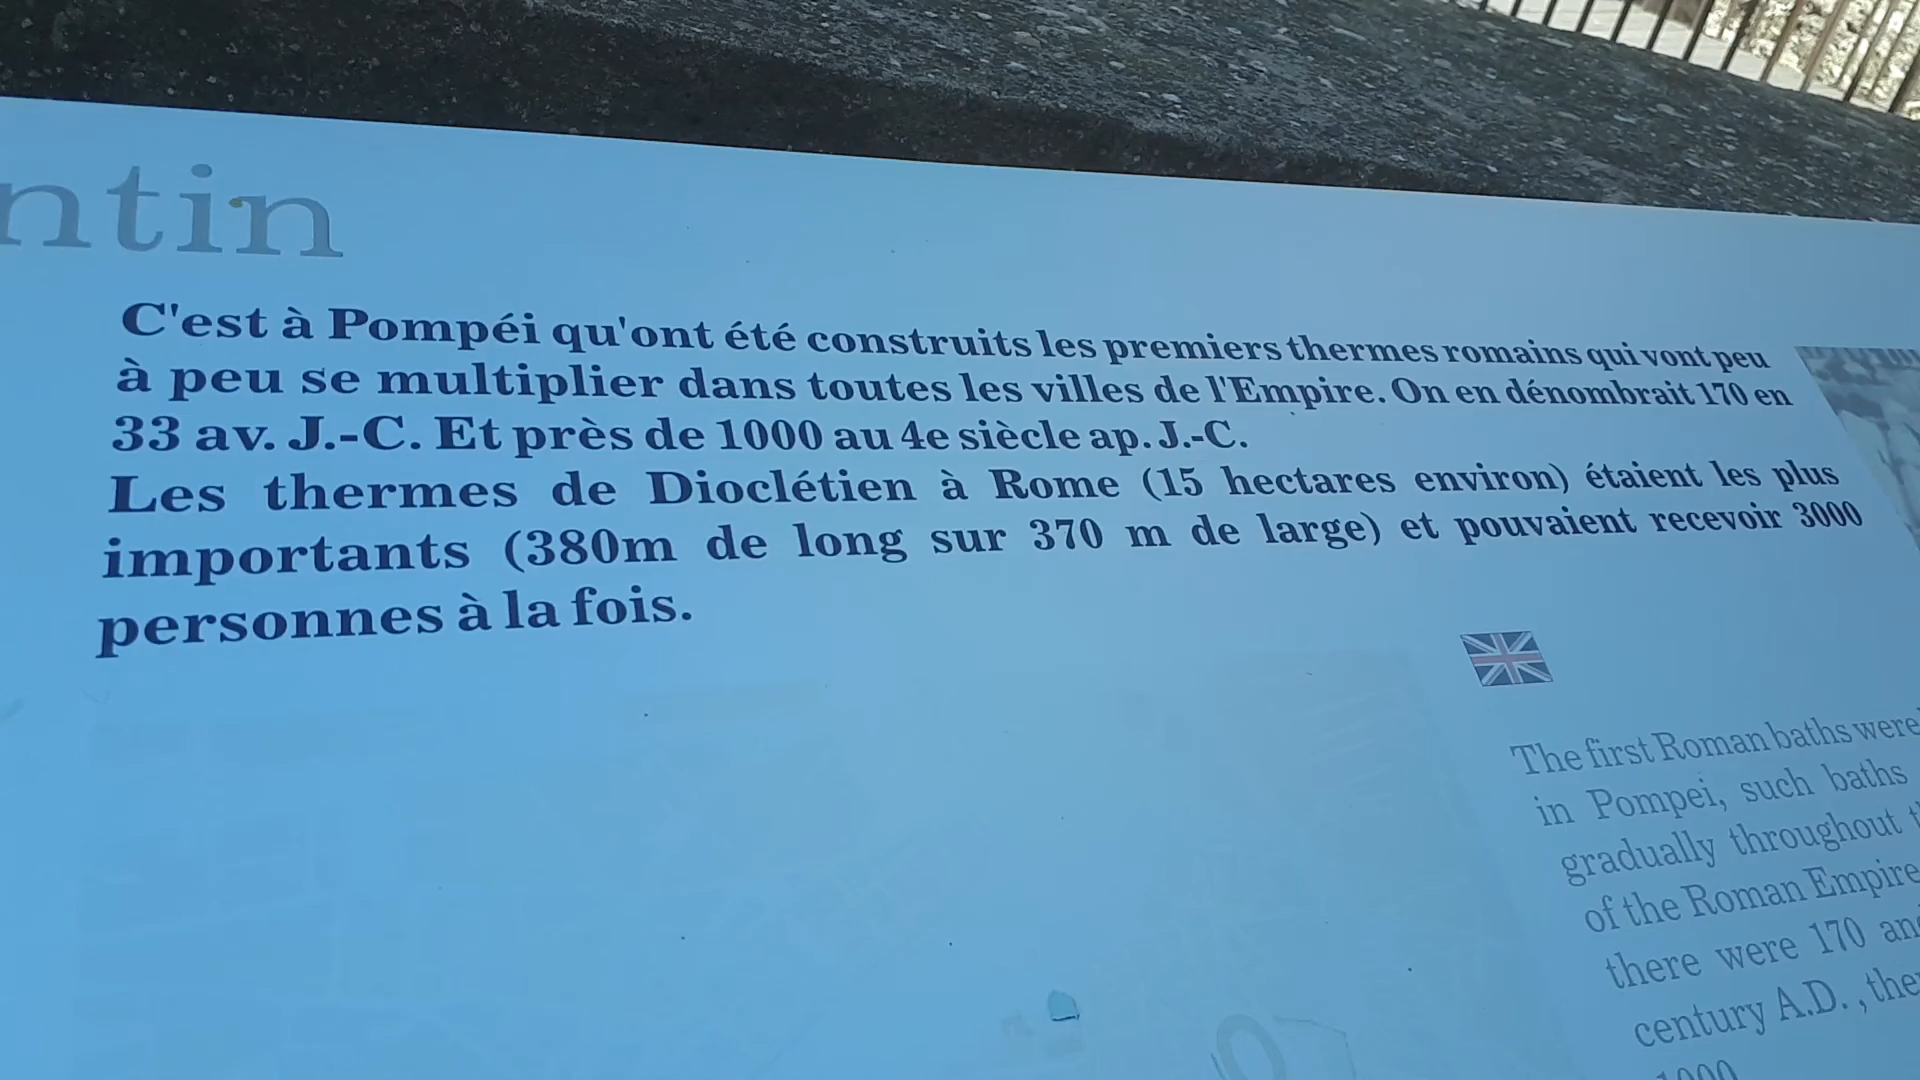 ntin
C'est à Pompéi qu'ont été construits les premiers thermes romains qui vont peu
à peu se multiplier dans toutes les villes de l'Empire. On en dénombrait 170 en
33 av. J.-C. Et près de 1000 au 4e siècle ap. J.-C.
Les thermes de Dioclétien à Rome (15 hectares environ) étaient les plus
importants (380m de long sur 370 m de large) et pouvaient recevoir 3000
personnes à la fois.
The first Roman baths were
in Pompei, such baths
gradually throughout
of the Roman Empire
there were 170
century A.D. ,
1000